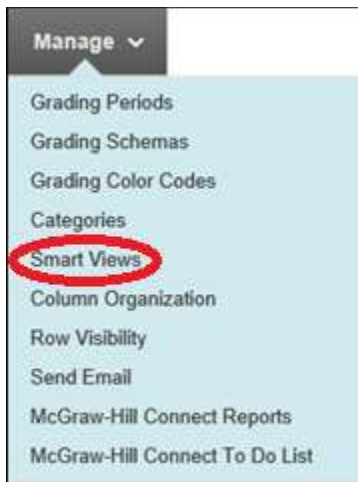 Manage
Grading Periods
Grading Schemas
Grading Color Codes
Categories
Smart Views
Column Organization
Row Visibility
Send Email
McGraw-Hill Connect Reports
McGraw-Hill Connect To Do List